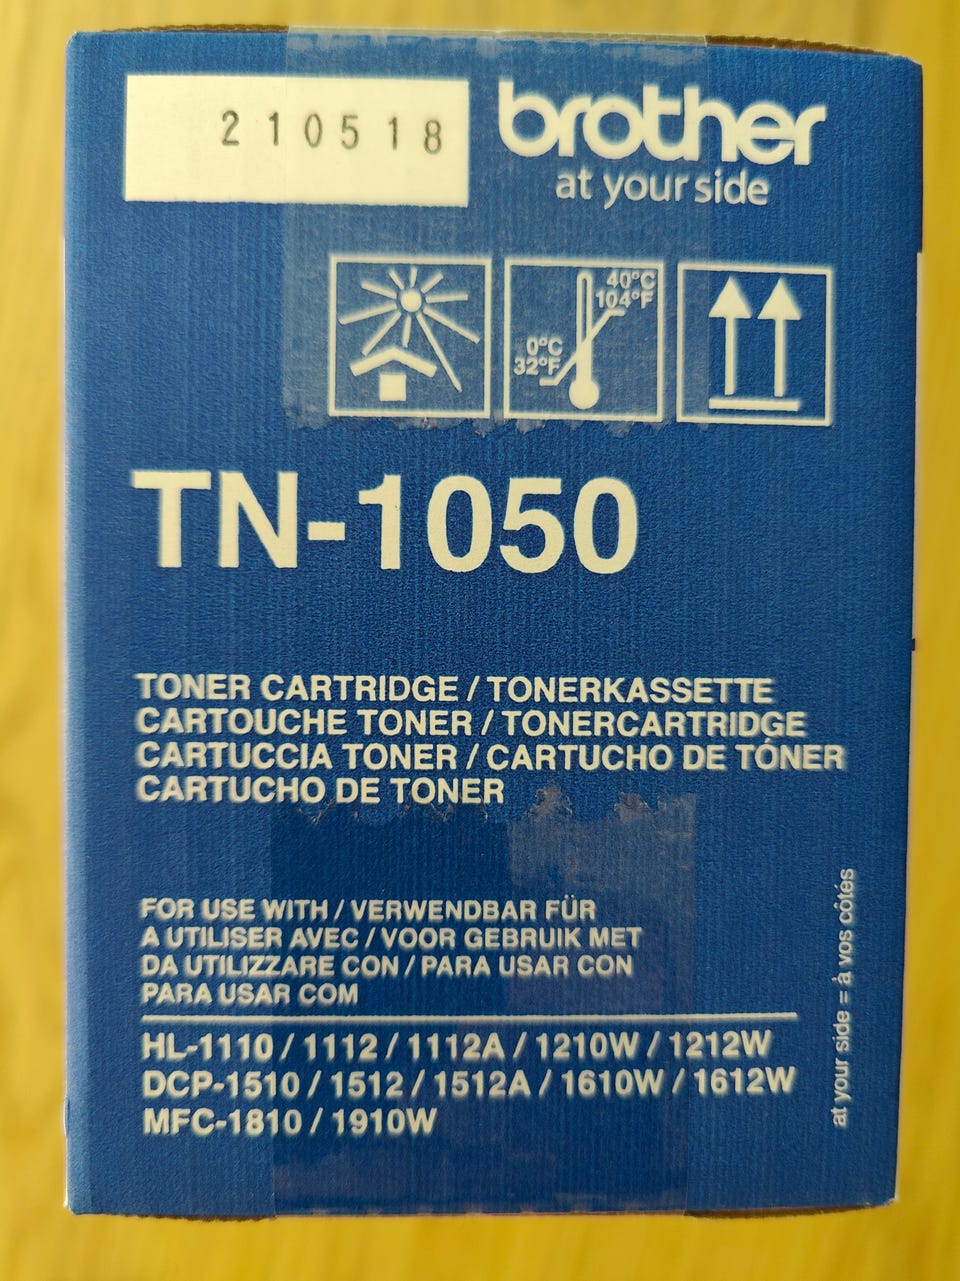 210518
brother
at your side
40°C
104°F
0°C
32°F
TN-1050
TONER CARTRIDGE / TONERKASSETTE
CARTOUCHE TONER / TONERCARTRIDGE
CARTUCCIA TONER / CARTUCHO DE TÓNER
CARTUCHO DE TONER
FOR USE WITH / VERWENDBAR FÜR
A UTILISER AVEC / VOOR GEBRUIK MET
DA UTILIZZARE CON / PARA USAR CON
PARA USAR COM
HL-1110 / 1112 / 1112A / 1210W / 1212W
DCP-1510 / 1512 / 1512A / 1610W / 1612W
MFC-1810 / 1910W
at your side = à vos côtés